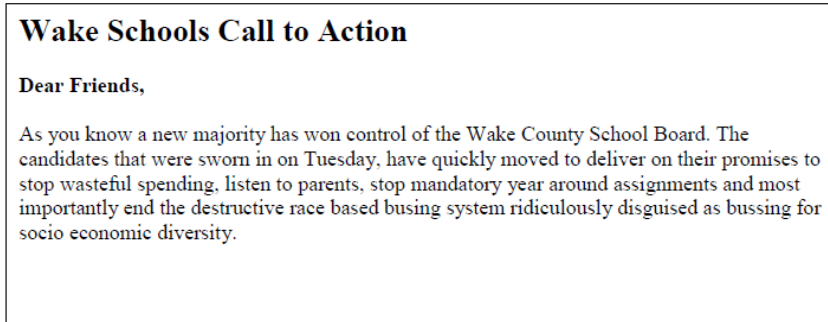 Wake Schools Call to Action
Dear Friends,
As you know a new majority has won control of the Wake County School Board. The
candidates that were sworn in on Tuesday, have quickly moved to deliver on their promises to
stop wasteful spending, listen to parents, stop mandatory year around assignments and most
importantly end the destructive race based busing system ridiculously disguised as bussing for
socio economic diversity.